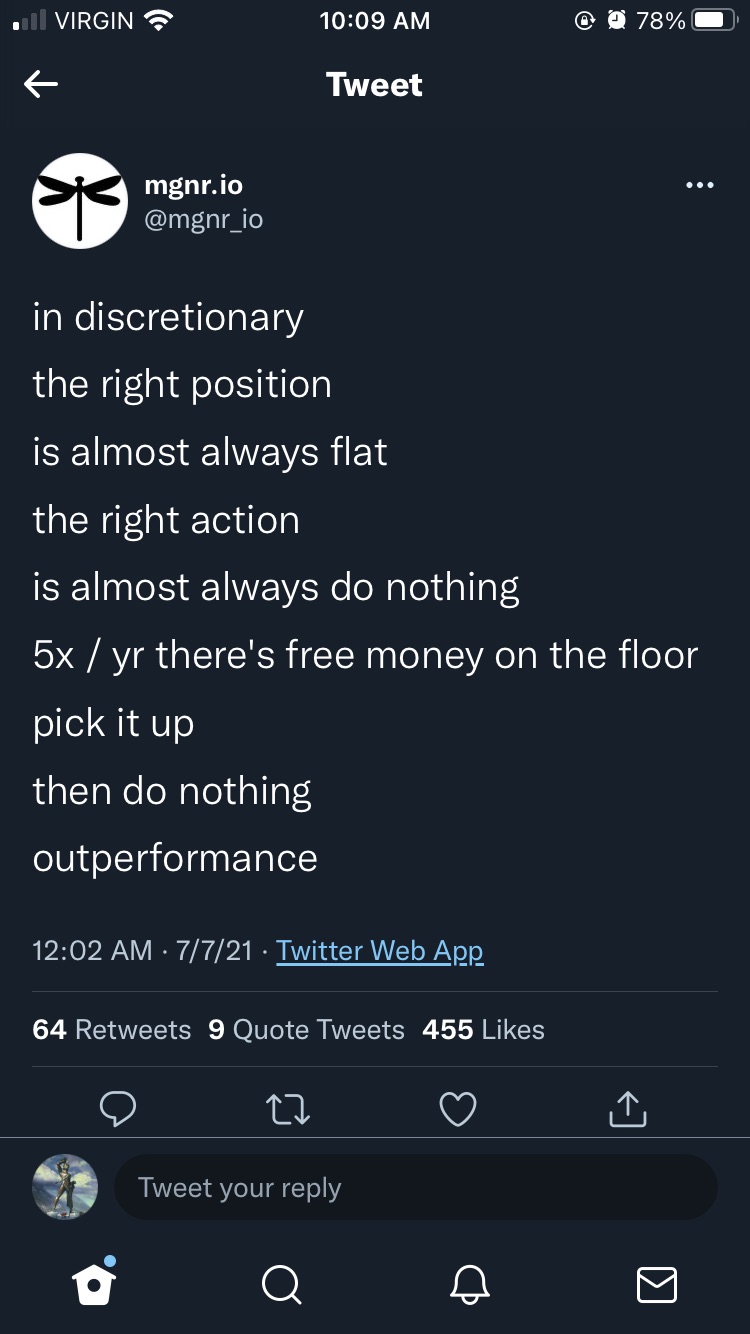 VIRGIN 10:09 AM 78%
Tweet
mgnr.io
@mgnr_io
in discretionary
the right position
is almost always flat
the right action
is almost always do nothing
5x / yr there's free money on the floor
pick it up
then do nothing
outperformance
12:02 AM · 7/7/21 · Twitter Web App
64 Retweets 9 Quote Tweets 455 Likes
Tweet your reply